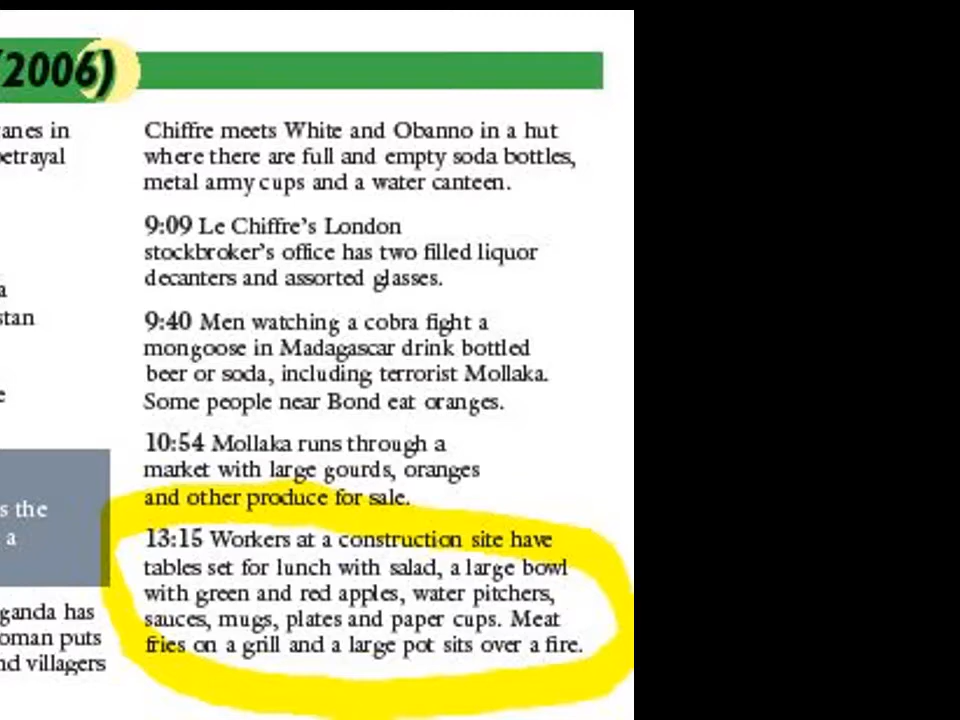 (2006)
anes in
etrayal
a
stan
e
s the
a
ganda has
oman puts
nd villagers
Chiffre meets White and Obanno in a hut
where there are full and empty soda bottles,
metal army cups and a water canteen.
9:09 Le Chiffre's London
stockbroker's office has two filled liquor
decanters and assorted glasses.
9:40 Men watching a cobra fight a
mongoose in Madagascar drink bottled
beer or soda, including terrorist Mollaka.
Some people near Bond eat oranges.
10:54 Mollaka runs through a
market with large gourds, oranges
and other produce for sale.
13:15 Workers at a construction site have
tables set for lunch with salad, a large bowl
with green and red apples, water pitchers,
sauces, mugs, plates and paper cups. Meat
fries on a grill and a large pot sits over a fire.